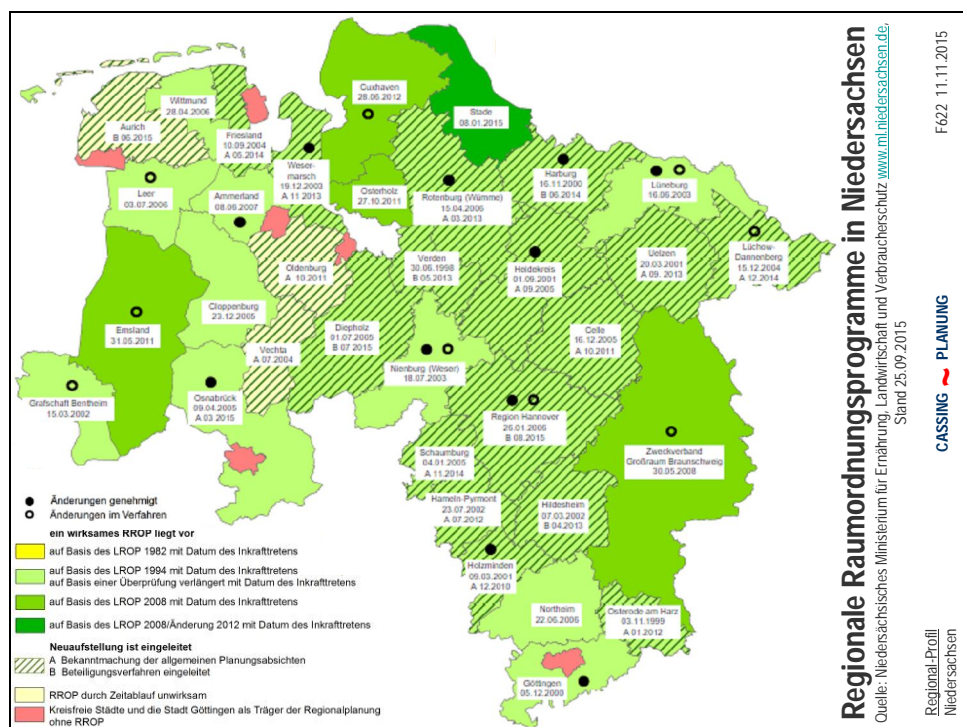 Wittmund
28.04.2006
Aurich
B 06.2015
Friesland
10.09.2004
A 05.2014
Weser-
marsch
19.12.2003
A 11.2013
Cuxhaven
28.06.2012
Stade
08.01.2015
Leer
03.07.2006
Ammerland
08.06.2007
Osterholz
27.10.2011
Rotenburg (Wümme)
15.04.2006
A 03.2013
Harburg
16.11.2000
B 06.2014
Lüneburg
16.06.2003
Oldenburg
A 10.2011
Verden
30.06.1998
B 05.2013
Heidekreis
01.09.2001
A 09.2005
Uelzen
20.03.2001
A 09. 2013
Lüchow-
Dannenberg
15.12.2004
A 12.2014
Emsland
31.05.2011
Cloppenburg
23.12.2005
Vechta
A 07.2004
Diepholz
01.07.2005
B 07.2015
Nienburg (Weser)
18.07.2003
Celle
16.12.2005
A 10.2011
Grafschaft Bentheim
15.03.2002
Osnabrück
09.04.2005
A 03.2015
Region Hannover
26.01.2006
B 08.2015
Schaumburg
04.01.2005
A 11.2014
Zweckverband
Großraum Braunschweig
30.05.2008
Hameln-Pyrmont
23.07.2002
A 07.2012
Hildesheim
07.03.2002
B 04.2013
Holzminden
09.03.2001
A 12.2010
Northeim
22.06.2006
Osterode am Harz
03.11.1999
A 01.2012
Göttingen
05.12.2000
Änderungen genehmigt
Änderungen im Verfahren
ein wirksames RROP liegt vor
auf Basis des LROP 1982 mit Datum des Inkrafttretens
auf Basis des LROP 1994 mit Datum des Inkrafttretens
auf Basis einer Überprüfung verlängert mit Datum des Inkrafttretens
auf Basis des LROP 2008 mit Datum des Inkrafttretens
auf Basis des LROP 2008/Änderung 2012 mit Datum des Inkrafttretens
Neuaufstellung ist eingeleitet
A Bekanntmachung der allgemeinen Planungsabsichten
B Beteiligungsverfahren eingeleitet
RROP durch Zeitablauf unwirksam
Kreisfreie Städte und die Stadt Göttingen als Träger der Regionalplanung
ohne RROP
Regionale Raumordnungsprogramme in Niedersachsen
Quelle: Niedersächsisches Ministerium für Ernährung, Landwirtschaft und Verbraucherschutz www.ml.niedersachsen.de,
Stand 25.09.2015
CASSING ~ PLANUNG
F622 11.11.2015
Regional-Profil
Niedersachsen